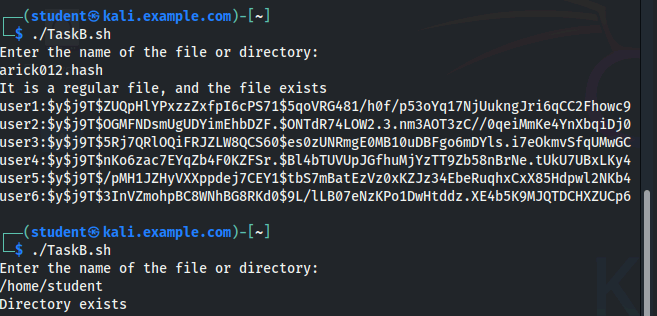 ┌──(student㉿kali.example.com)-[~]
└─$ ./TaskB.sh
Enter the name of the file or directory:
arick012.hash
It is a regular file, and the file exists
user1:$y$j9T$ZUQpHlYPxzzZxfpI6cPS71$5qoVRG481/h0f/p53oYq17NjUukngJri6qCC2Fhowc9
user2:$y$j9T$OGMFNDsmUgUDYimEhbDZF.$ONTdR74LOW2.3.nm3AOT3zC//0qeiMmKe4YnXbqiDj0
user3:$y$j9T$5Rj7QRlOQiFRJZLW8QCS60$es0zUNRmgE0MB10uDBFgo6mDYls.i7eOkmvSfqUMwGC
user4:$y$j9T$nKo6zac7EYqZb4F0KZFSr.$Bl4bTUVUpJGfhuMjYzTT9Zb58nBrNe.tUkU7UBxLKy4
user5:$y$j9T$/pMH1JZHyVXXppdej7CEY1$tbS7mBatEzVz0xKZJz34EbeRuqhxCxX85Hdpwl2NKb4
user6:$y$j9T$3InVZmohpBC8WNhBG8RKd0$9L/lLB07eNzKPo1DwHtddz.XE4b5K9MJQTDCHXZUCp6
┌──(student㉿kali.example.com)-[~]
└─$ ./TaskB.sh
Enter the name of the file or directory:
/home/student
Directory exists